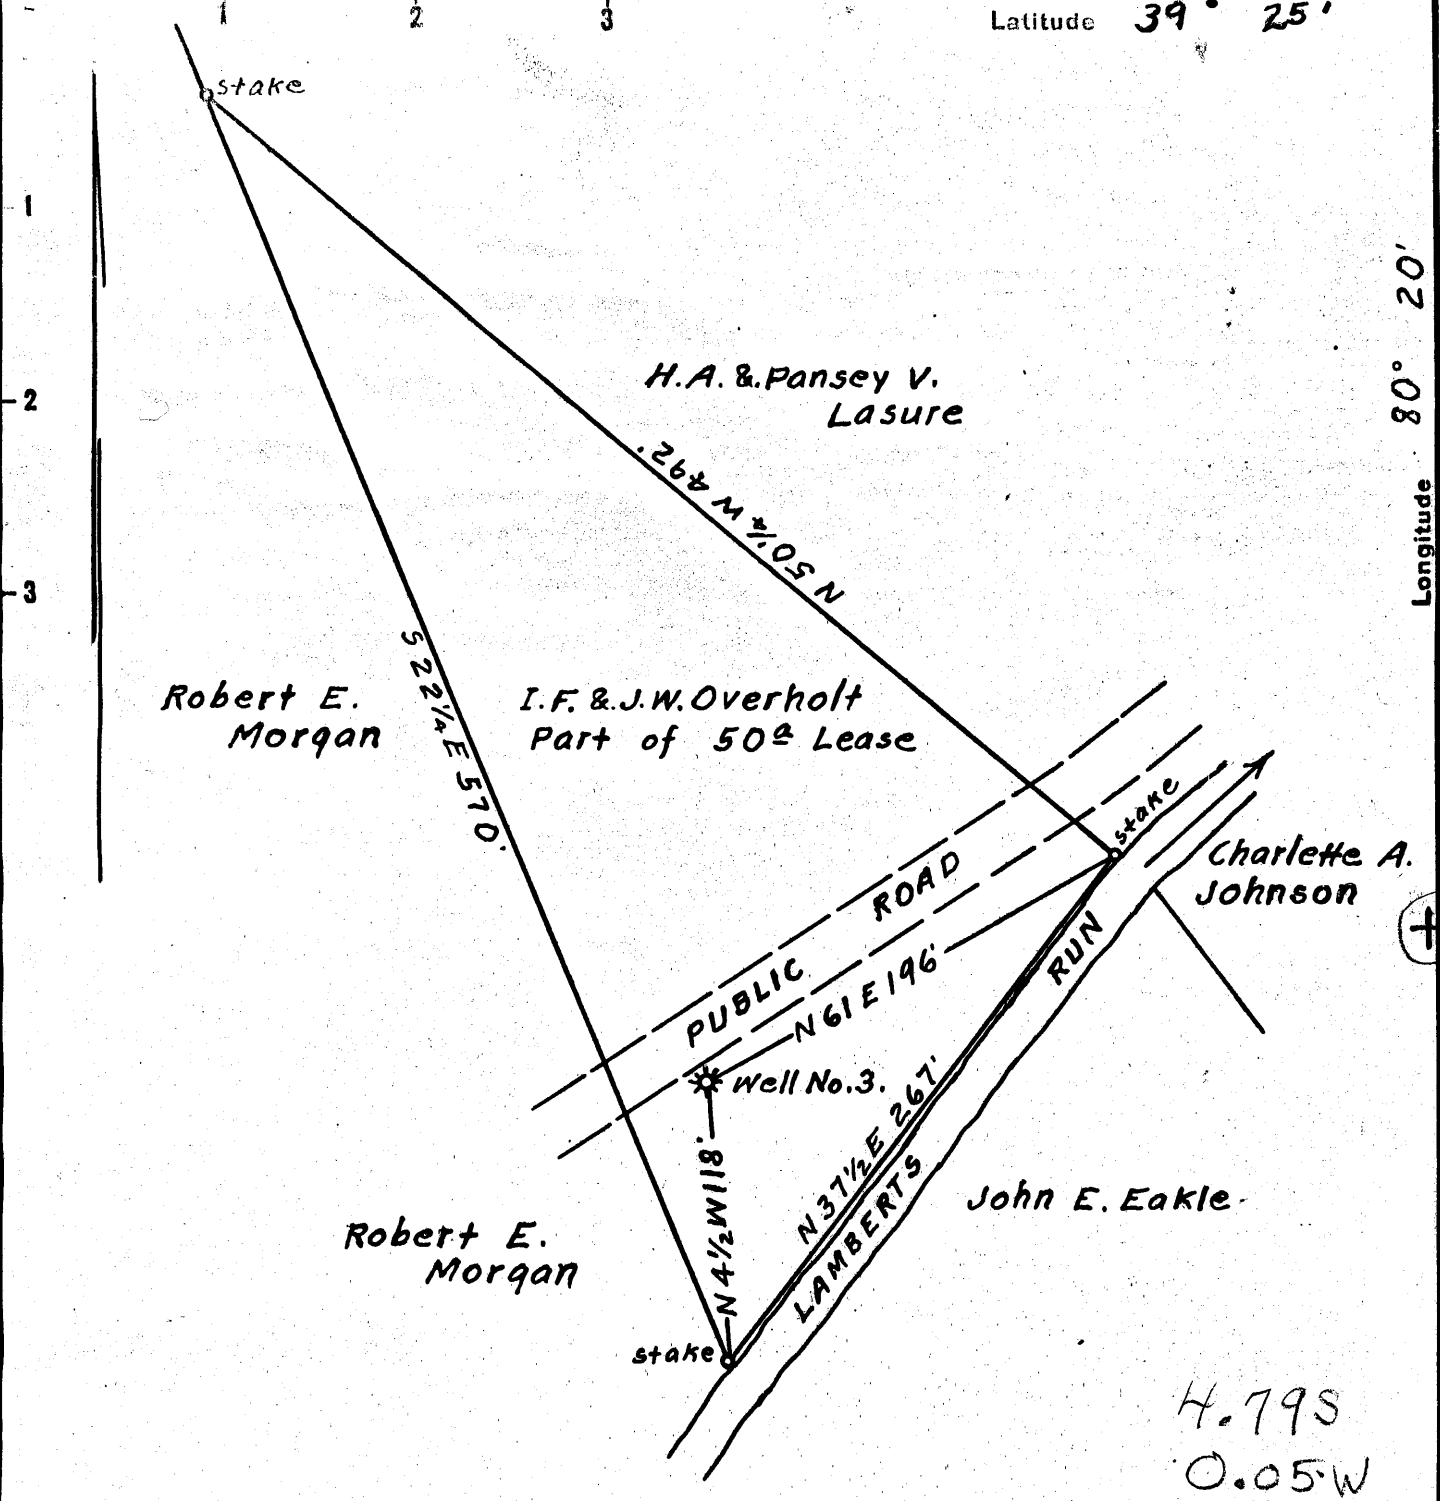 1 2 3
Latitude 39° 25'
stake
1
80° 20'
Longitude
H.A. & Pansey V.
Lasure
2
N 50¼ W 492'
3
S 22¼ E 570'
Robert E.
Morgan
I.F. & J.W. Overholt
Part of 50ª Lease
stake
Charlette A.
Johnson
PUBLIC ROAD
N 61 E 196'
RUN
+
Well No. 3.
N 4½ W 118'
N 37½ E 267'
LAMBERTS
John E. Eakle
Robert E.
Morgan
stake
4.79S
0.05W